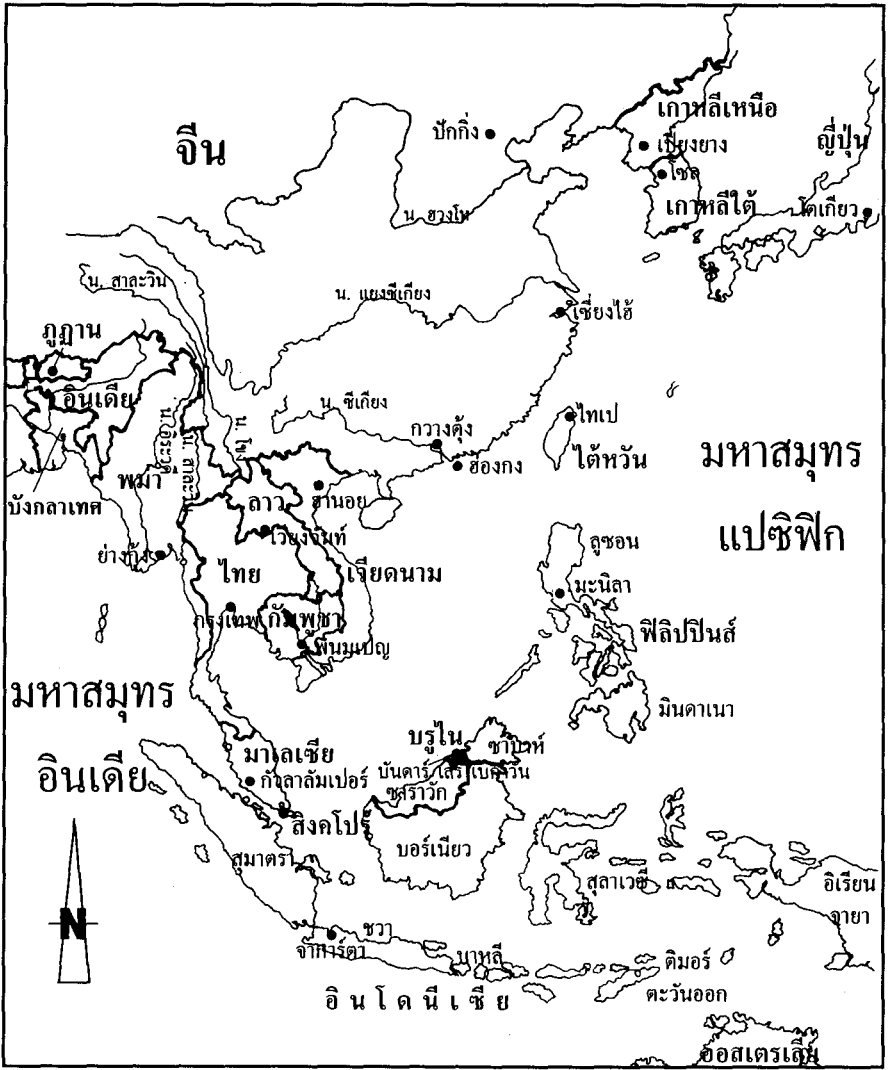 เกาหลีเหนือ
ปักกิ่ง
เปียงยาง
ญี่ปุ่น
จีน
โซล
เกาหลีใต้
โตเกียว
น. ฮวงโห
น. สาละวิน
น. แยงซีเกียง
เซี่ยงไฮ้
ภูฏาน
อินเดีย
น. ซีเกียง
กวางตุ้ง
ไทเป
ไต้หวัน
ฮ่องกง
มหาสมุทร
แปซิฟิก
น. อิระวดี
น. สาละวิน
น. โขง
พม่า
บังกลาเทศ
ลาว
ฮานอย
เวียงจันท์
ย่างกุ้ง
ไทย
เวียดนาม
ลูซอน
มะนิลา
กรุงเทพ
กัมพูชา
พนมเปญ
ฟิลิปปินส์
มหาสมุทร
อินเดีย
มินดาเนา
มาเลเซีย
กัวลาลัมเปอร์
บรูไน
ซาบาห์
บันดาร์ เสรี เบกาวัน
ซาราวัก
สิงคโปร์
สุมาตรา
บอร์เนียว
สุลาเวซี
อิเรียน
จายา
N
ชวา
จาการ์ตา
บาหลี
ติมอร์
ตะวันออก
อินโดนีเซีย
ออสเตรเลีย